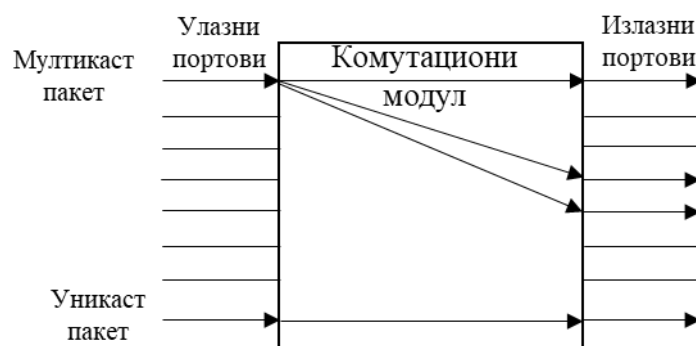 Улазни
портови
Излазни
портови
Мултикаст
пакет
Комутациони
модул
Уникаст
пакет